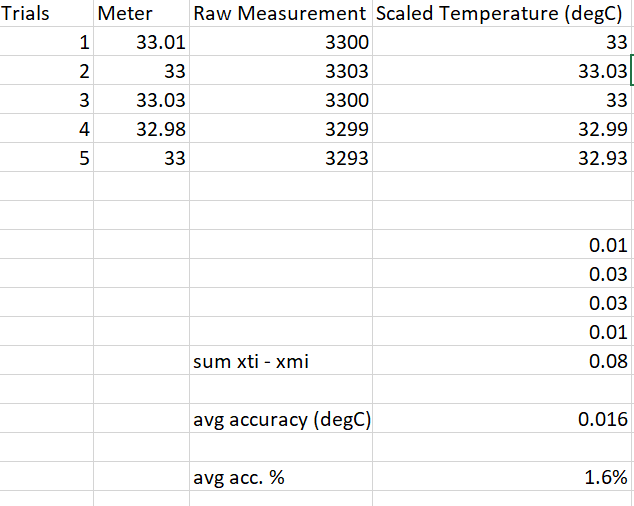 Trials Meter Raw Measurement Scaled Temperature (degC)
1 33.01 3300 33
2 33 3303 33.03
3 33.03 3300 33
4 32.98 3299 32.99
5 33 3293 32.93
0.01
0.03
0.03
0.01
sum xti - xmi 0.08
avg accuracy (degC) 0.016
avg acc. % 1.6%